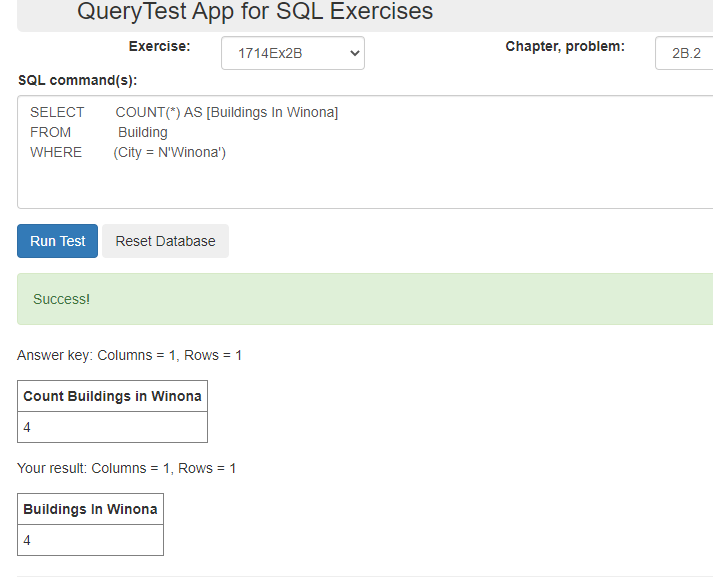 QueryTest App for SQL Exercises
Exercise: 1714Ex2B Chapter, problem: 2B.2
SQL command(s):
SELECT COUNT(*) AS [Buildings In Winona]
FROM Building
WHERE (City = N'Winona')
Run Test Reset Database
Success!
Answer key: Columns = 1, Rows = 1
Count Buildings in Winona
4
Your result: Columns = 1, Rows = 1
Buildings In Winona
4